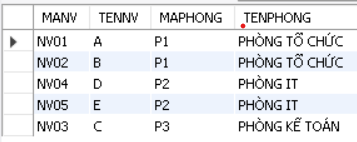 MANV TENNV MAPHONG TENPHONG
NV01 A P1 PHÒNG TỔ CHỨC
NV02 B P1 PHÒNG TỔ CHỨC
NV04 D P2 PHÒNG IT
NV05 E P2 PHÒNG IT
NV03 C P3 PHÒNG KẾ TOÁN